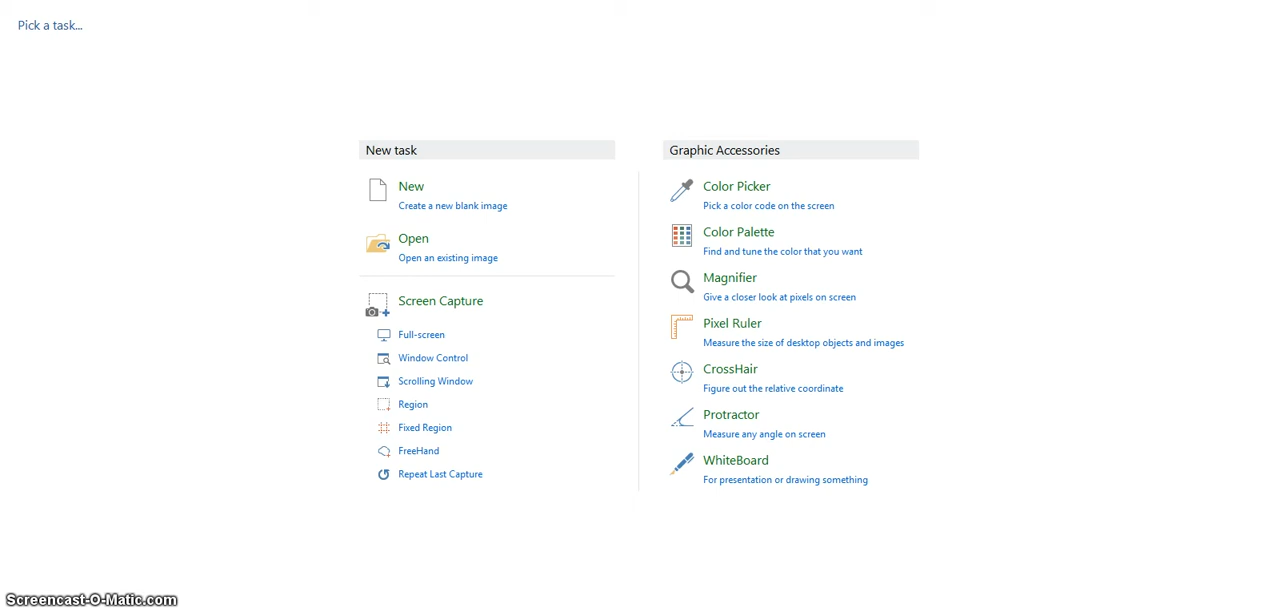 Pick a task...
New task
New
Create a new blank image
Open
Open an existing image
Screen Capture
Full-screen
Window Control
Scrolling Window
Region
Fixed Region
FreeHand
Repeat Last Capture
Graphic Accessories
Color Picker
Pick a color code on the screen
Color Palette
Find and tune the color that you want
Magnifier
Give a closer look at pixels on screen
Pixel Ruler
Measure the size of desktop objects and images
CrossHair
Figure out the relative coordinate
Protractor
Measure any angle on screen
WhiteBoard
For presentation or drawing something
Screencast-O-Matic.com